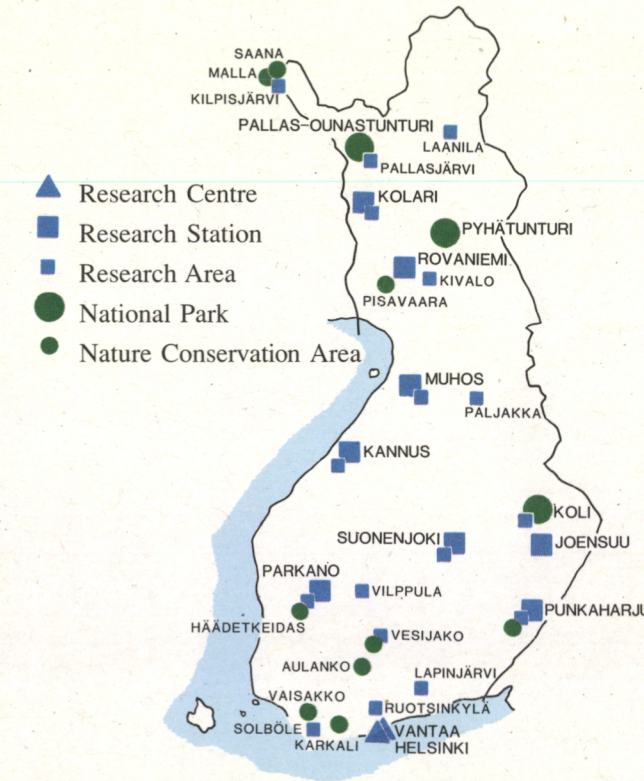 SAANA
MALLA
KILPISJÄRVI
PALLAS-OUNASTUNTURI
LAANILA
PALLASJÄRVI
Research Centre
KOLARI
Research Station
PYHÄTUNTURI
ROVANIEMI
Research Area
KIVALO
PISAVAARA
National Park
Nature Conservation Area
MUHOS
PALJAKKA
KANNUS
KOLI
SUONENJOKI
JOENSUU
PARKANO
VILPPULA
PUNKAHARJU
HÄÄDETKEIDAS
VESIJAKO
AULANKO
LAPINJÄRVI
VAISAKKO
RUOTSINKYLÄ
SOLBÖLE
VANTAA
KARKALI
HELSINKI